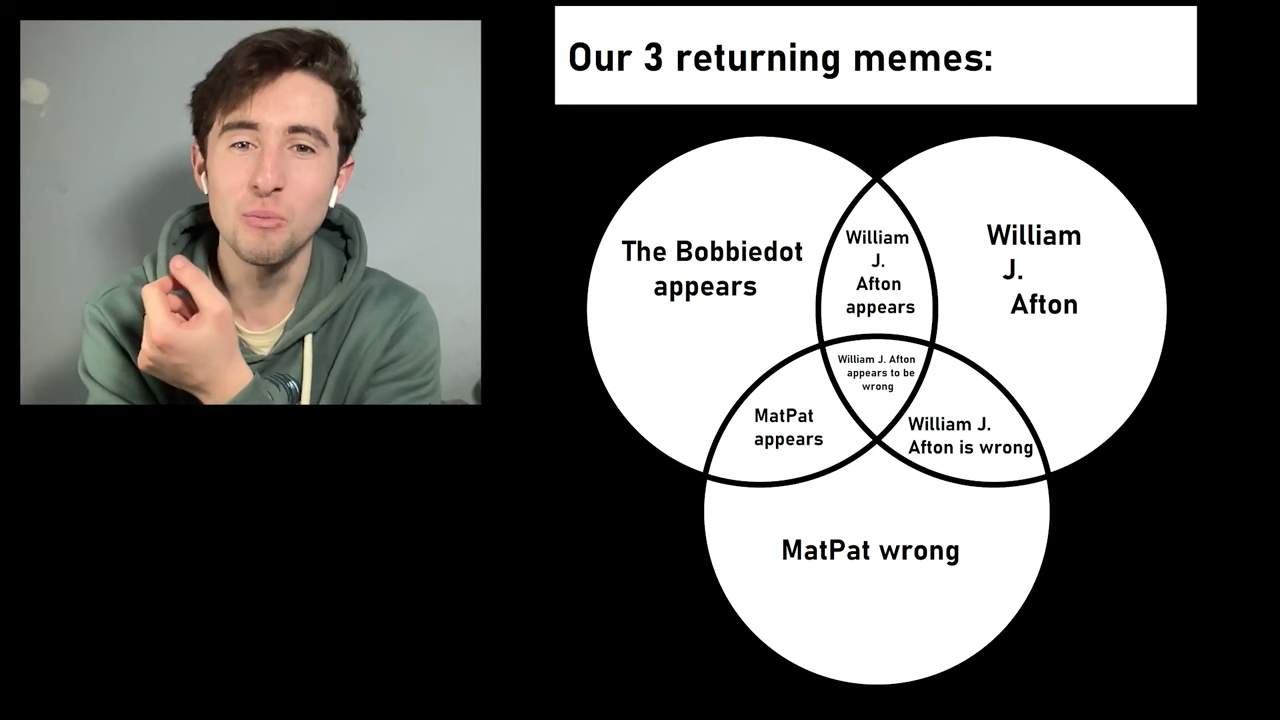 Our 3 returning memes:
The Bobbiedot
appears
William
J.
Afton
appears
William
J.
Afton
William J. Afton
appears to be
wrong
MatPat
appears
William J.
Afton is wrong
MatPat wrong